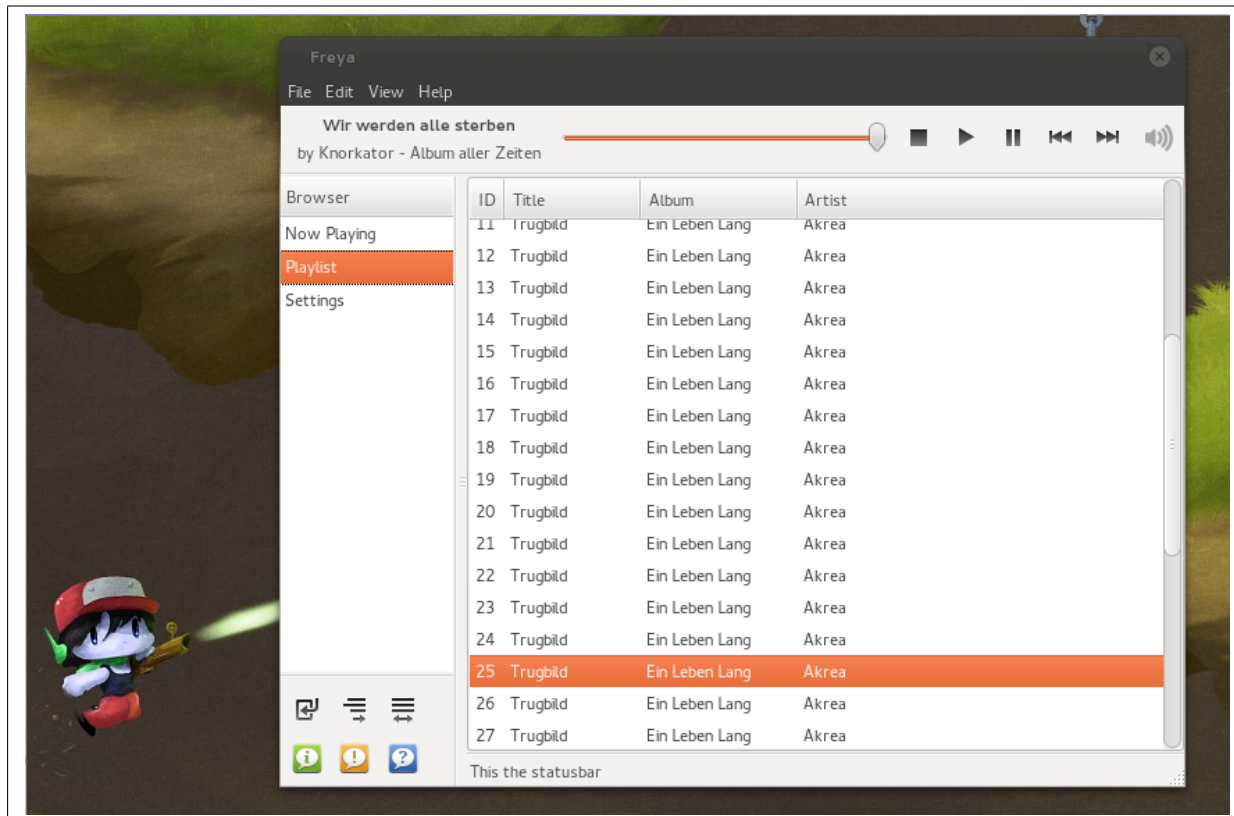 Freya
File Edit View Help
Wir werden alle sterben
by Knorkator - Album aller Zeiten
Browser
Now Playing
Playlist
Settings
ID Title Album Artist
11 Trugbild Ein Leben Lang Akrea
12 Trugbild Ein Leben Lang Akrea
13 Trugbild Ein Leben Lang Akrea
14 Trugbild Ein Leben Lang Akrea
15 Trugbild Ein Leben Lang Akrea
16 Trugbild Ein Leben Lang Akrea
17 Trugbild Ein Leben Lang Akrea
18 Trugbild Ein Leben Lang Akrea
19 Trugbild Ein Leben Lang Akrea
20 Trugbild Ein Leben Lang Akrea
21 Trugbild Ein Leben Lang Akrea
22 Trugbild Ein Leben Lang Akrea
23 Trugbild Ein Leben Lang Akrea
24 Trugbild Ein Leben Lang Akrea
25 Trugbild Ein Leben Lang Akrea
26 Trugbild Ein Leben Lang Akrea
27 Trugbild Ein Leben Lang Akrea
This the statusbar